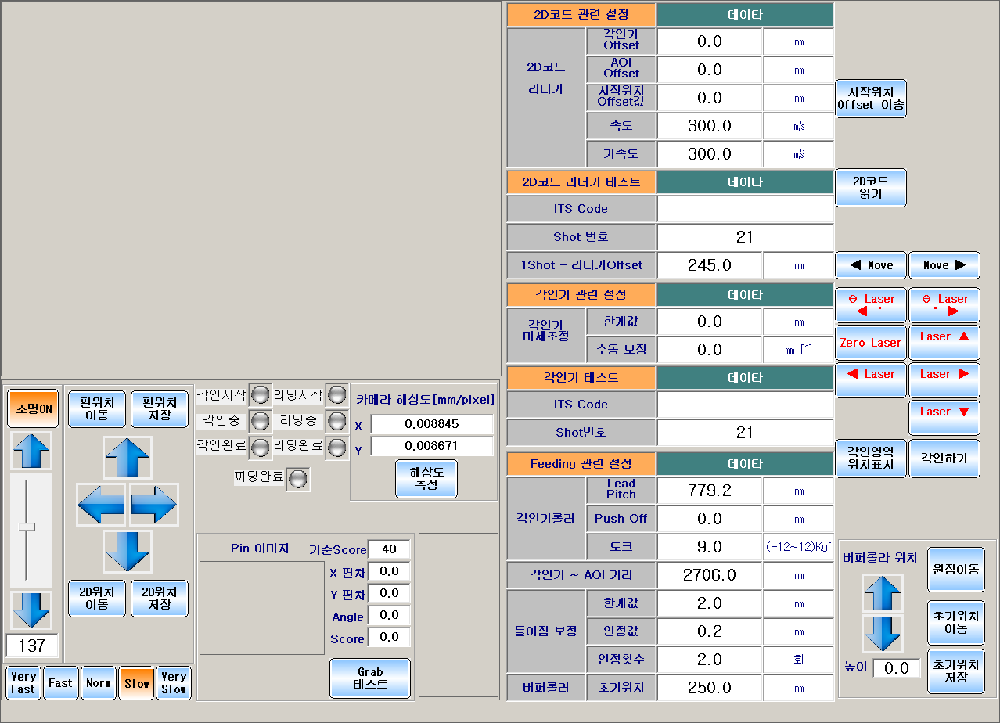 2D코드 관련 설정 데이타
2D코드
리더기
각인기
Offset 0.0 mm
AOI
Offset 0.0 mm
시작위치
Offset값 0.0 mm
속도 300.0 m/s
가속도 300.0 m/s²
시작위치
Offset 이송
2D코드 리더기 테스트 데이타
2D코드
읽기
ITS Code
Shot 번호 21
1Shot - 리더기Offset 245.0 mm
◀ Move Move ▶
각인기 관련 설정 데이타
각인기
미세조정
한계값 0.0 mm
수동 보정 0.0 mm [°]
θ Laser
◀ °
θ Laser
° ▶
Zero Laser Laser ▲
◀ Laser Laser ▶
Laser ▼
각인기 테스트 데이타
ITS Code
Shot번호 21
각인영역
위치표시
각인하기
Feeding 관련 설정 데이타
각인기롤러
Lead
Pitch 779.2 mm
Push Off 0.0 mm
토크 9.0 (-12~12)Kgf
각인기 ~ AOI 거리 2706.0 mm
틀어짐 보정
한계값 2.0 mm
인정값 0.2 mm
인정횟수 2.0 회
버퍼롤러 초기위치 250.0 mm
버퍼롤라 위치
원점이동
초기위치
이동
초기위치
저장
높이 0.0
조명ON
137
핀위치
이동
핀위치
저장
2D위치
이동
2D위치
저장
Very
Fast
Fast
Norm
Slow
Very
Slow
각인시작 리딩시작
각인중 리딩중
각인완료 리딩완료
피딩완료
카메라 해상도[mm/pixel]
X 0.008845
Y 0.008671
해상도
측정
Pin 이미지
기준Score 40
X 편차 0.0
Y 편차 0.0
Angle 0.0
Score 0.0
Grab
테스트